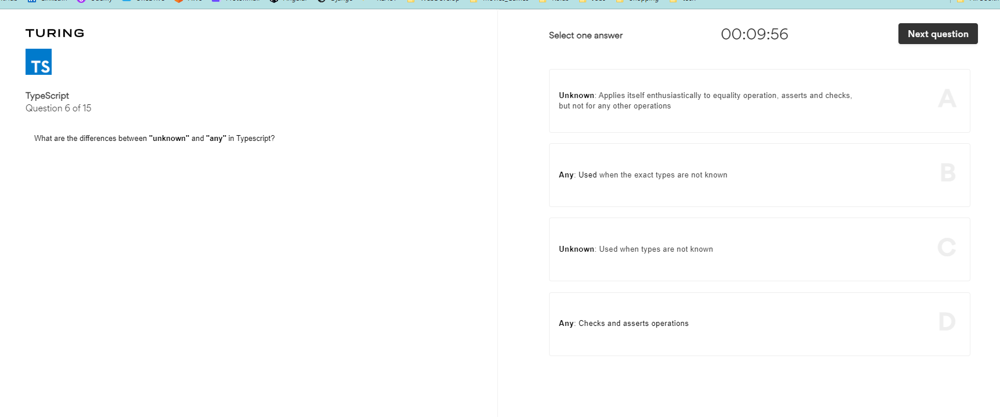 TURING
TS
TypeScript
Question 6 of 15
What are the differences between "unknown" and "any" in Typescript?
Select one answer
00:09:56
Next question
Unknown: Applies itself enthusiastically to equality operation, asserts and checks,
but not for any other operations
A
Any: Used when the exact types are not known
B
Unknown: Used when types are not known
C
Any: Checks and asserts operations
D